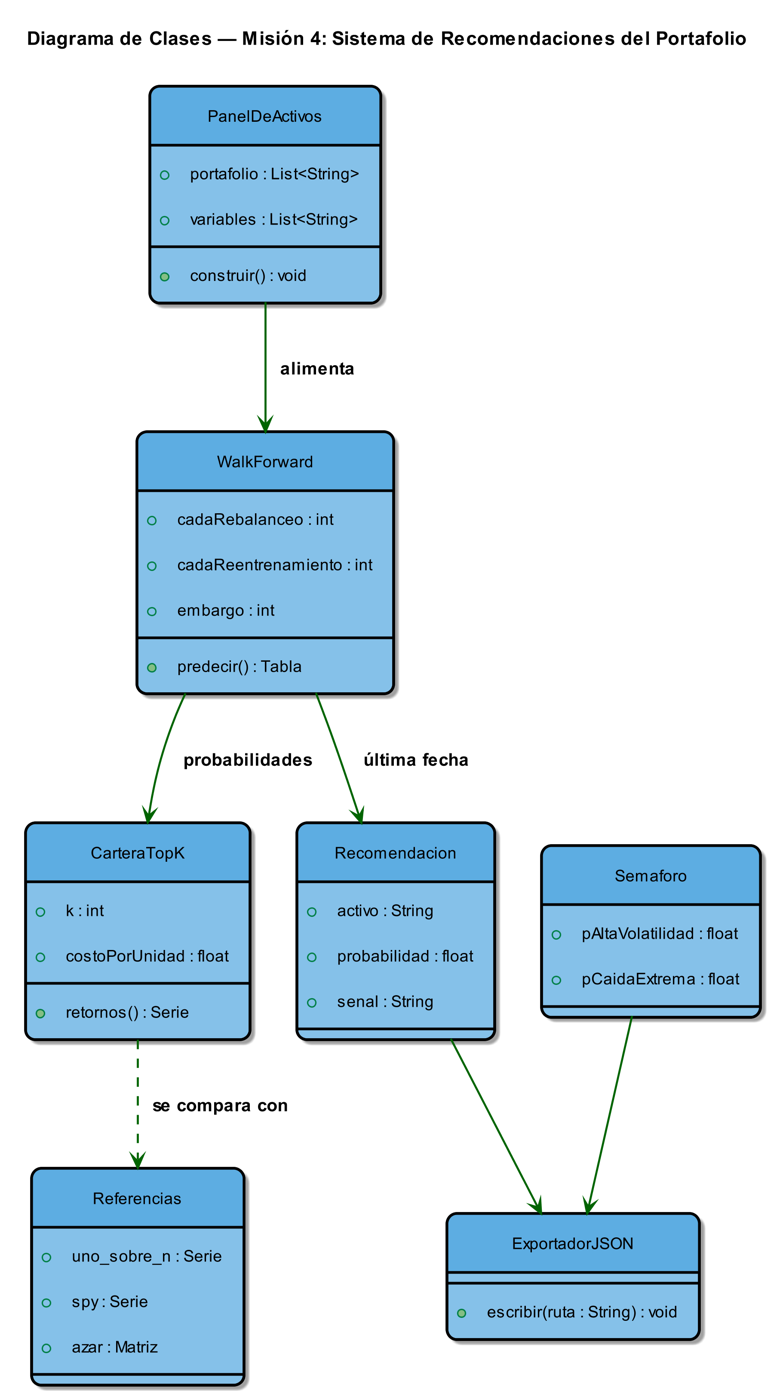 Diagrama de Clases — Misión 4: Sistema de Recomendaciones del Portafolio
PanelDeActivos
portafolio : List<String>
variables : List<String>
construir() : void
alimenta
WalkForward
cadaRebalanceo : int
cadaReentrenamiento : int
embargo : int
predecir() : Tabla
probabilidades
última fecha
CarteraTopK
k : int
costoPorUnidad : float
retornos() : Serie
Recomendacion
activo : String
probabilidad : float
senal : String
Semaforo
pAltaVolatilidad : float
pCaidaExtrema : float
se compara con
Referencias
uno_sobre_n : Serie
spy : Serie
azar : Matriz
ExportadorJSON
escribir(ruta : String) : void